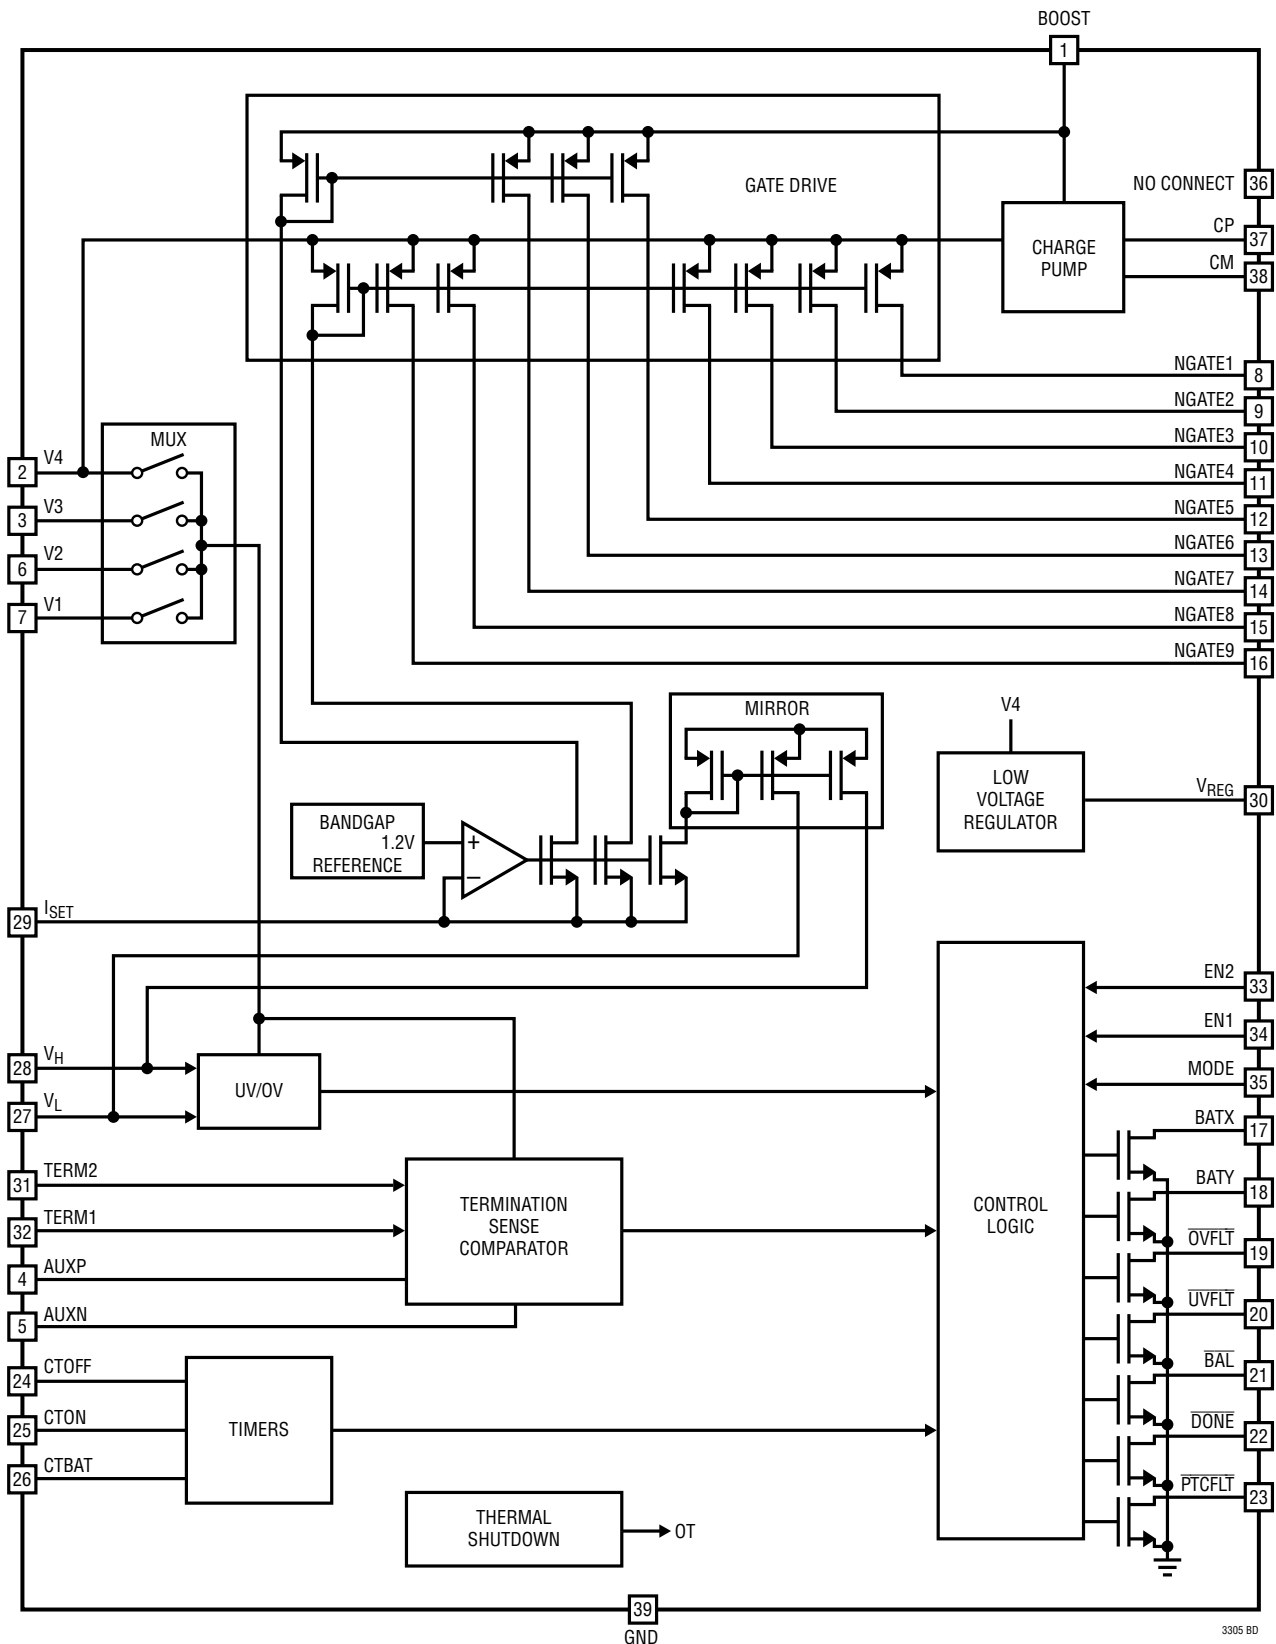 BOOST
1
GATE DRIVE
NO CONNECT
36
CHARGE
PUMP
CP
37
CM
38
NGATE1
8
NGATE2
9
NGATE3
10
NGATE4
11
NGATE5
12
NGATE6
13
NGATE7
14
NGATE8
15
NGATE9
16
MUX
2
V4
3
V3
6
V2
7
V1
MIRROR
V4
LOW
VOLTAGE
REGULATOR
VREG
30
BANDGAP
1.2V
REFERENCE
+
–
29
ISET
28
VH
27
VL
UV/OV
31
TERM2
32
TERM1
4
AUXP
5
AUXN
TERMINATION
SENSE
COMPARATOR
24
CTOFF
25
CTON
26
CTBAT
TIMERS
THERMAL
SHUTDOWN
OT
CONTROL
LOGIC
EN2
33
EN1
34
MODE
35
BATX
17
BATY
18
OVFLT
19
UVFLT
20
BAL
21
DONE
22
PTCFLT
23
39
GND
3305 BD